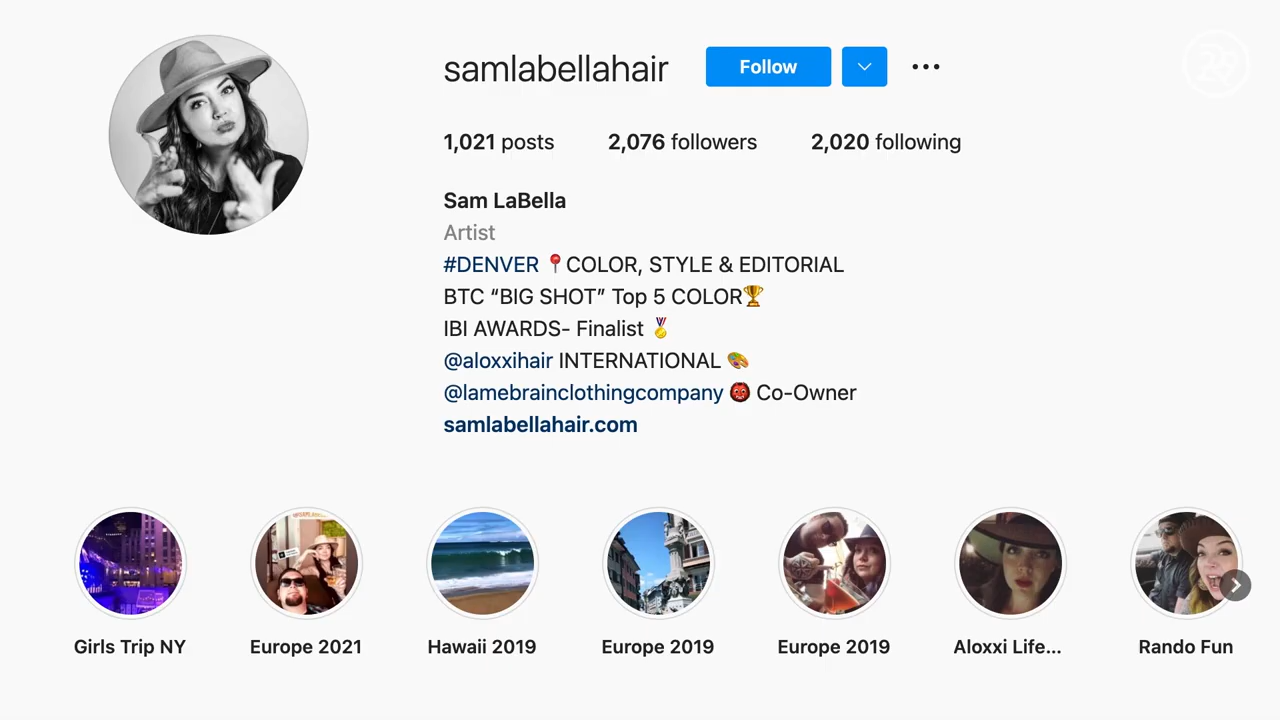 samlabellahair Follow
1,021 posts 2,076 followers 2,020 following
Sam LaBella
Artist
#DENVER 📍COLOR, STYLE & EDITORIAL
BTC “BIG SHOT” Top 5 COLOR🏆
IBI AWARDS- Finalist 🏅
@aloxxihair INTERNATIONAL 🎨
@lamebrainclothingcompany 👹 Co-Owner
samlabellahair.com
Girls Trip NY Europe 2021 Hawaii 2019 Europe 2019 Europe 2019 Aloxxi Life... Rando Fun